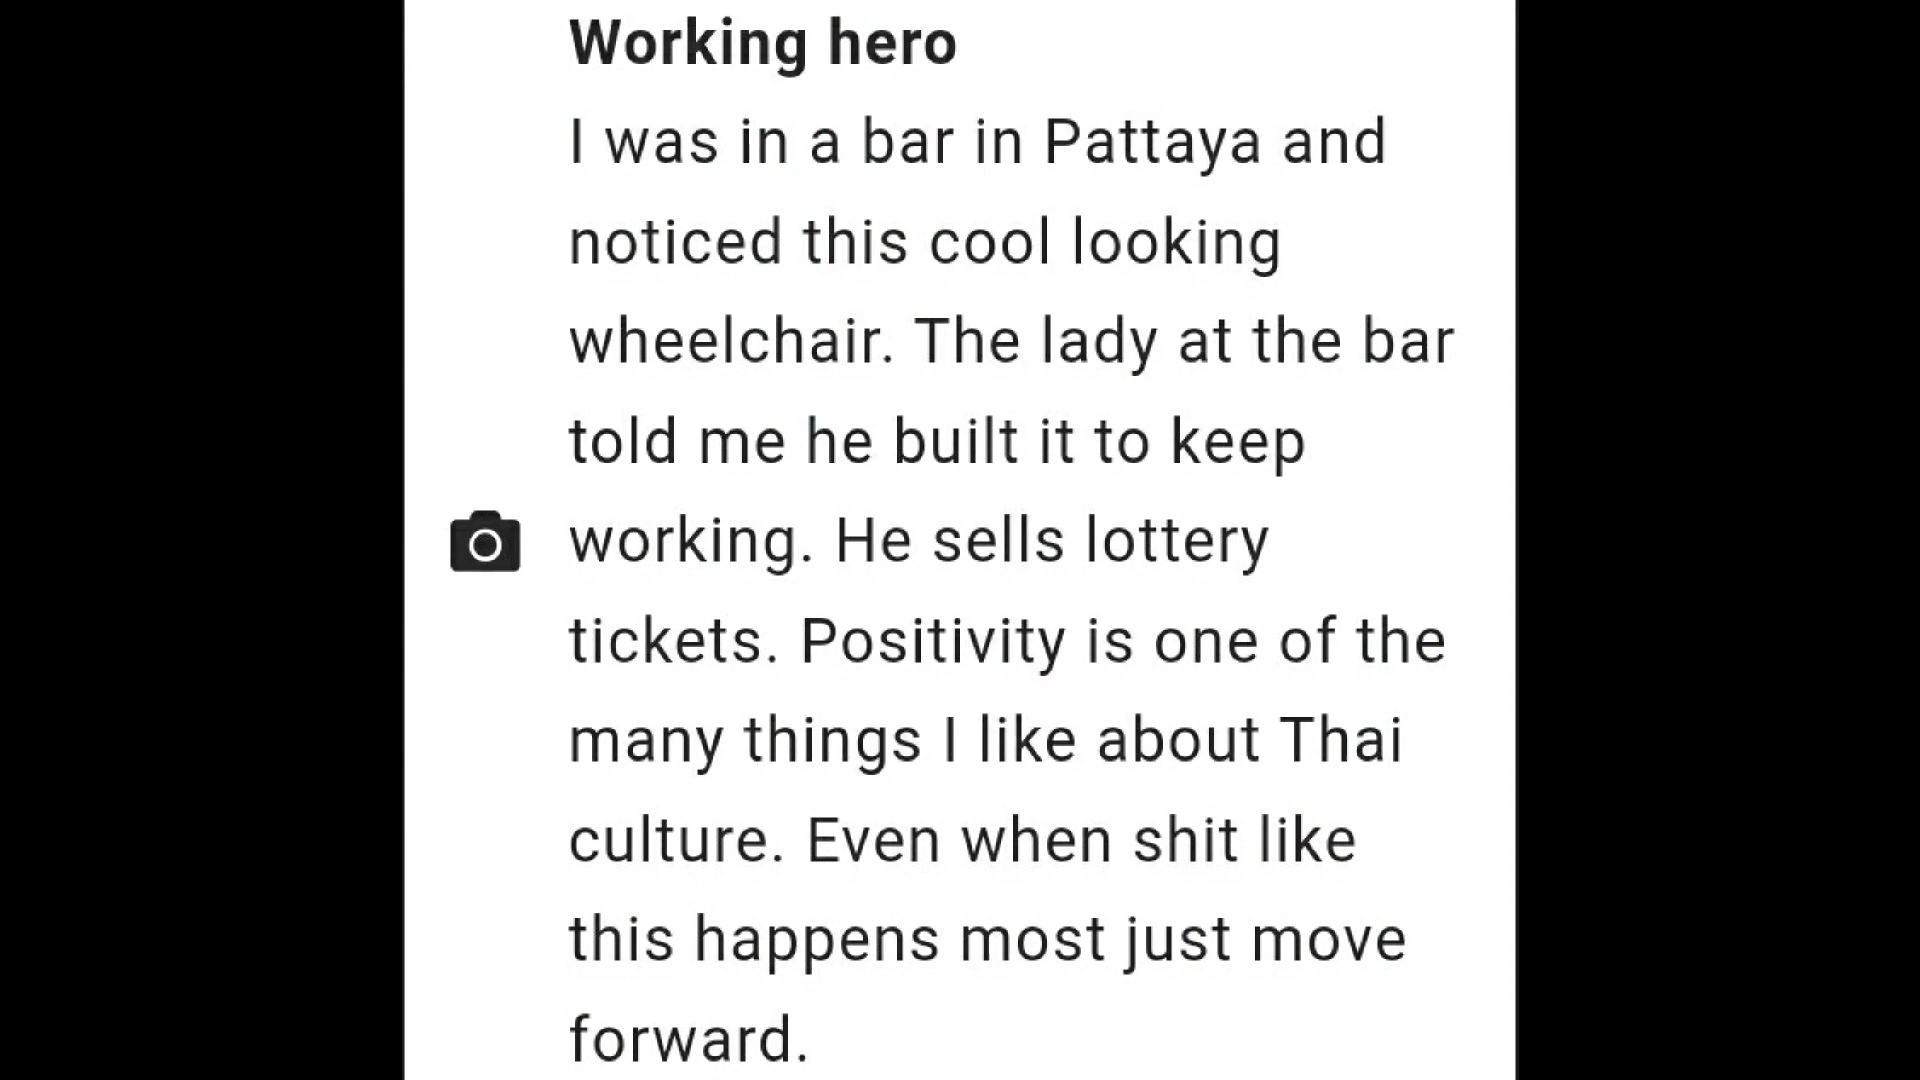 Working hero
I was in a bar in Pattaya and
noticed this cool looking
wheelchair. The lady at the bar
told me he built it to keep
working. He sells lottery
tickets. Positivity is one of the
many things I like about Thai
culture. Even when shit like
this happens most just move
forward.